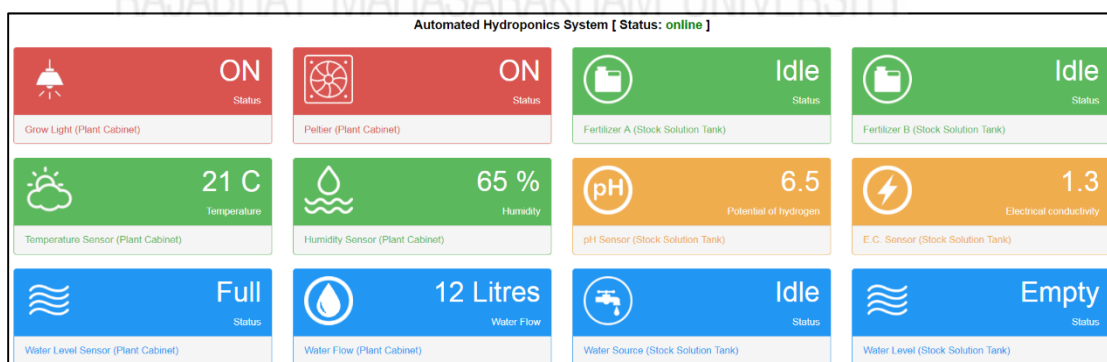 RAJABHAT MAHASARAKHAM UNIVERSITY
Automated Hydroponics System [ Status: online ]
ON
Status
Grow Light (Plant Cabinet)
ON
Status
Peltier (Plant Cabinet)
Idle
Status
Fertilizer A (Stock Solution Tank)
Idle
Status
Fertilizer B (Stock Solution Tank)
21 C
Temperature
Temperature Sensor (Plant Cabinet)
65 %
Humidity
Humidity Sensor (Plant Cabinet)
pH
6.5
Potential of hydrogen
pH Sensor (Stock Solution Tank)
1.3
Electrical conductivity
E.C. Sensor (Stock Solution Tank)
Full
Status
Water Level Sensor (Plant Cabinet)
12 Litres
Water Flow
Water Flow (Plant Cabinet)
Idle
Status
Water Source (Stock Solution Tank)
Empty
Status
Water Level (Stock Solution Tank)